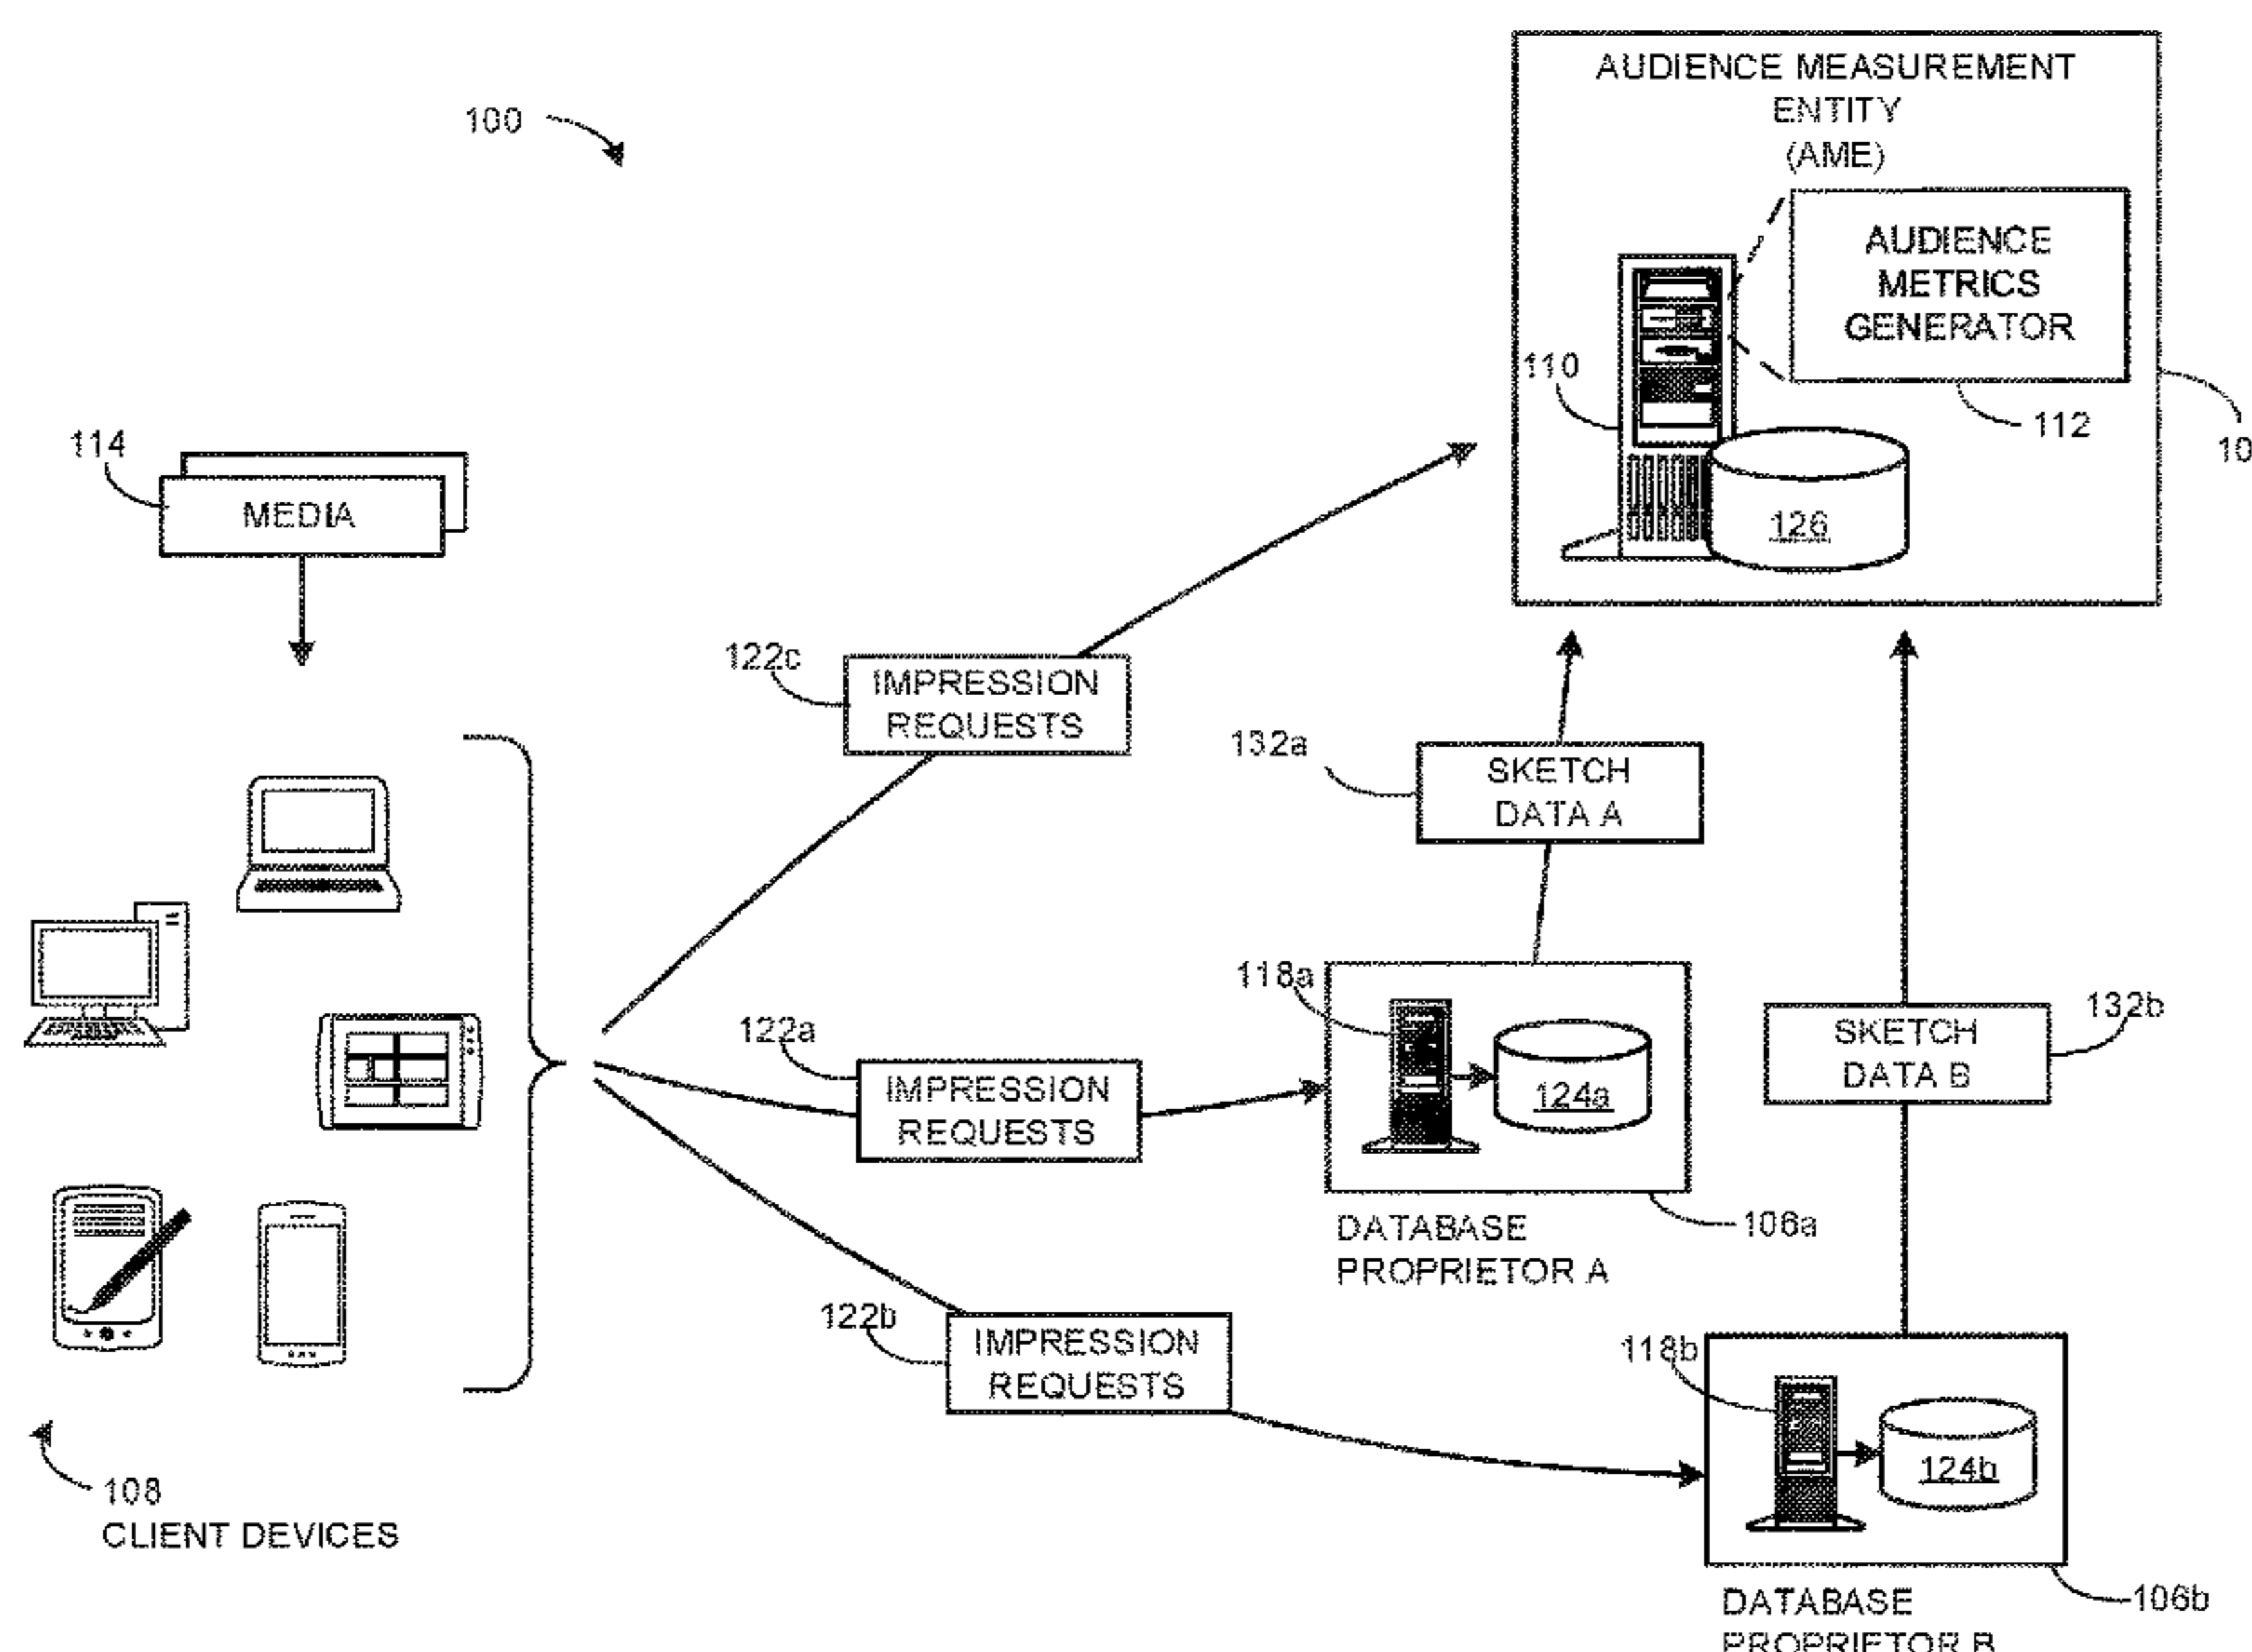 100
AUDIENCE MEASUREMENT
ENTITY
(AME)
AUDIENCE
METRICS
GENERATOR
110
112
10
126
114
MEDIA
122c
IMPRESSION
REQUESTS
132a
SKETCH
DATA A
118a
124a
122a
IMPRESSION
REQUESTS
132b
SKETCH
DATA B
106a
DATABASE
PROPRIETOR A
122b
IMPRESSION
REQUESTS
118b
124b
108
CLIENT DEVICES
106b
DATABASE
PROPRIETOR B